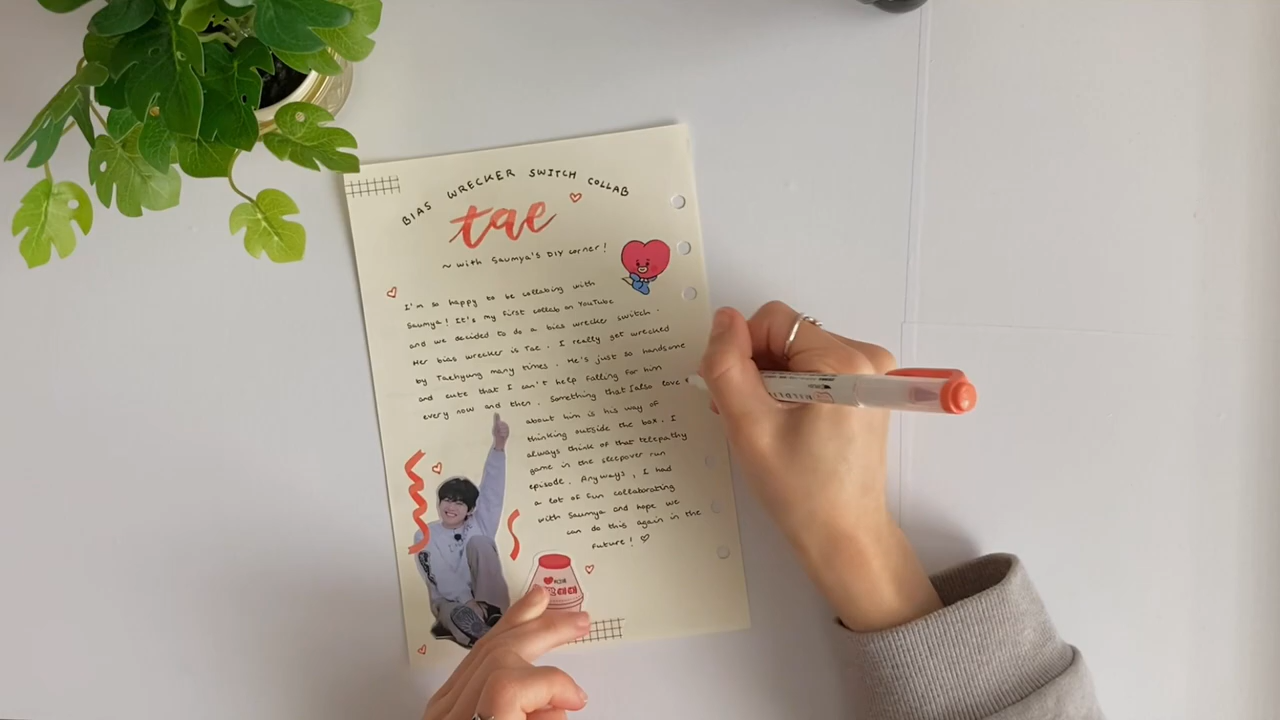 BIAS WRECKER SWITCH COLLAB
tae
~ with Saumya's DIY corner!
I'm so happy to be collabing with
Saumya! It's my first collab on YouTube
and we decided to do a bias wrecker switch.
Her bias wrecker is Tae. I really get wrecked
by Taehyung many times. He's just so handsome
and cute that I can't help falling for him
every now and then. Something that I also love
about him is his way of
thinking outside the box. I
always think of that telepathy
game in the sleepover run
episode. Anyways, I had
a lot of fun collaborating
with Saumya and hope we
can do this again in the
future! ♡